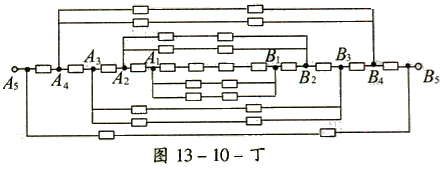 A₅ A₄ A₃ A₂ A₁ B₁ B₂ B₃ B₄ B₅
图 13-10-丁